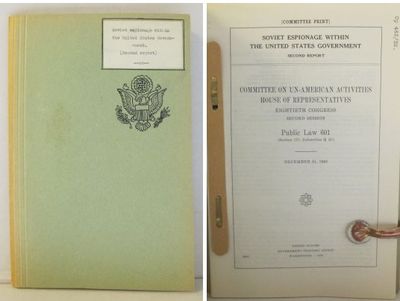 Soviet espionage within
the United States Govern-
ment.
(Second report)
[COMMITTEE PRINT]
SOVIET ESPIONAGE WITHIN
THE UNITED STATES GOVERNMENT
SECOND REPORT
COMMITTEE ON UN-AMERICAN ACTIVITIES
HOUSE OF REPRESENTATIVES
EIGHTIETH CONGRESS
SECOND SESSION
Public Law 601
DECEMBER 31, 1948
UNITED STATES
GOVERNMENT PRINTING OFFICE
WASHINGTON